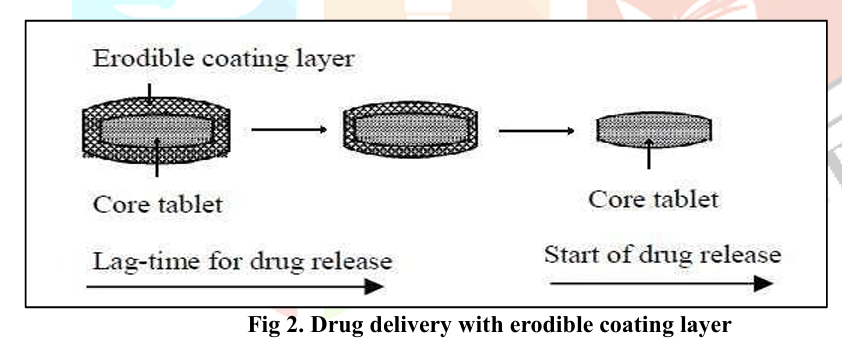 Erodible coating layer
Core tablet
Core tablet
Lag-time for drug release
Start of drug release
Fig 2. Drug delivery with erodible coating layer